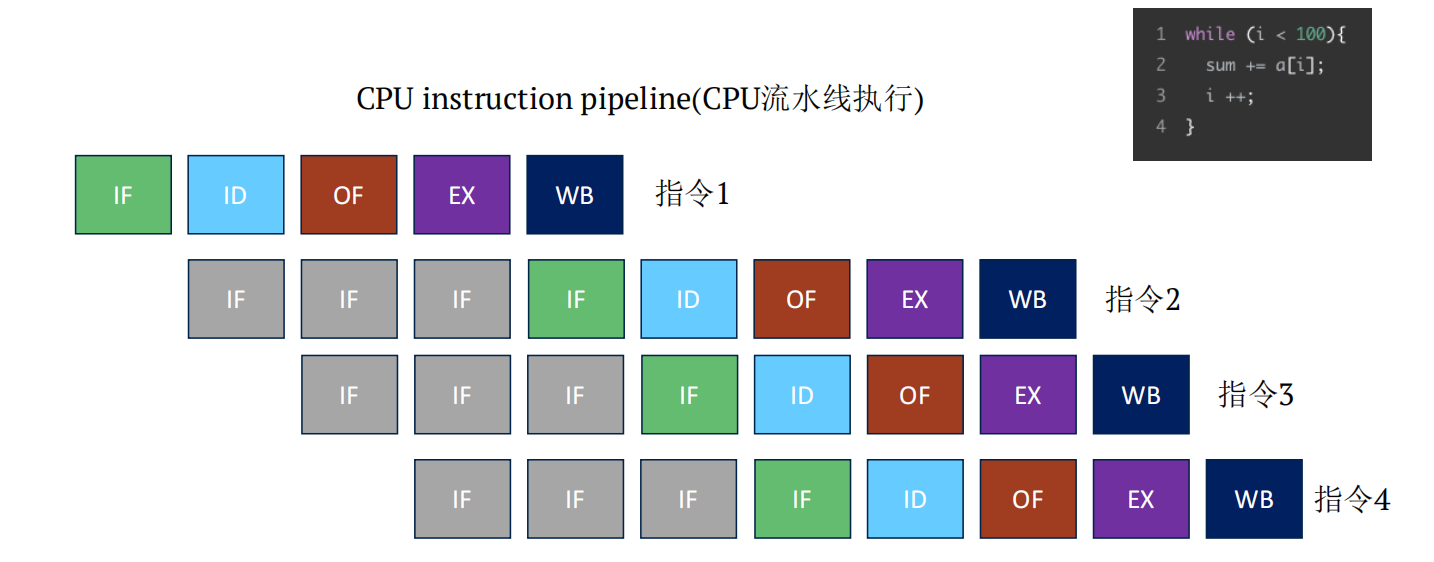 1 while (i < 100){
2 sum += a[i];
3 i ++;
4 }
CPU instruction pipeline(CPU流水线执行)
IF ID OF EX WB 指令1
IF IF IF IF ID OF EX WB 指令2
IF IF IF IF ID OF EX WB 指令3
IF IF IF IF ID OF EX WB 指令4